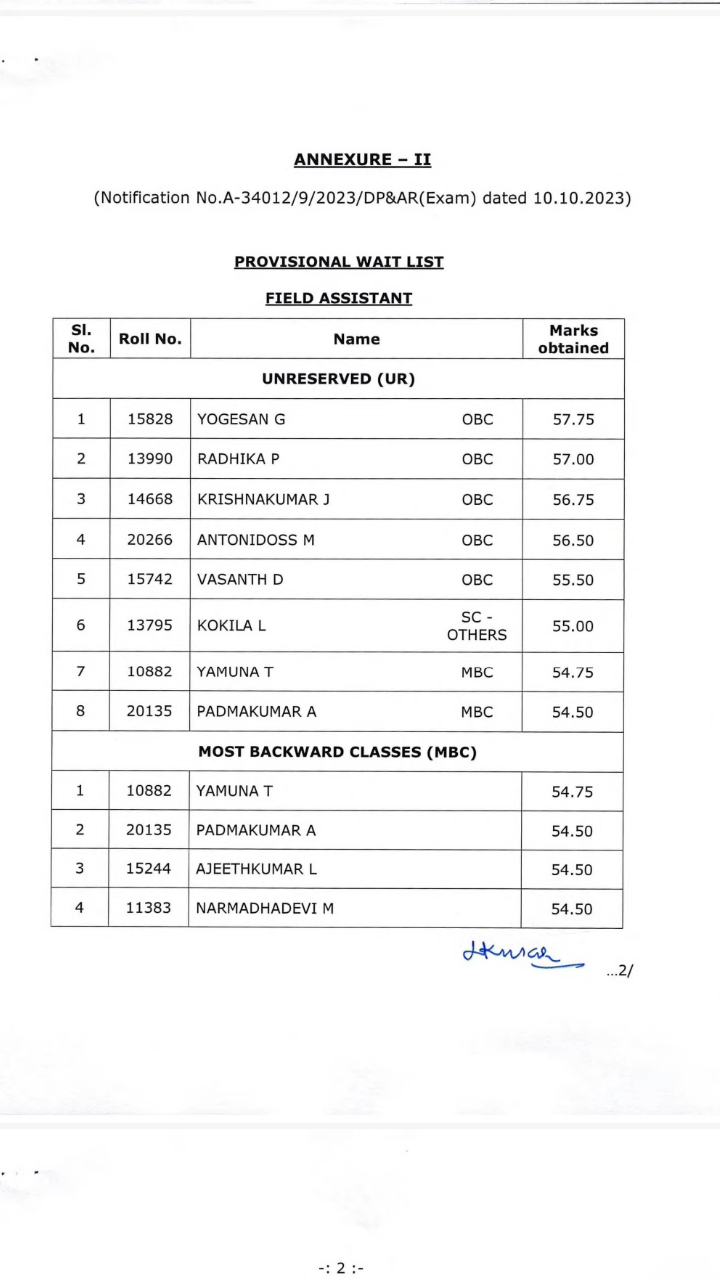 ANNEXURE – II
(Notification No.A-34012/9/2023/DP&AR(Exam) dated 10.10.2023)
PROVISIONAL WAIT LIST
FIELD ASSISTANT
Sl. No. Roll No. Name Marks obtained
UNRESERVED (UR)
1 15828 YOGESAN G OBC 57.75
2 13990 RADHIKA P OBC 57.00
3 14668 KRISHNAKUMAR J OBC 56.75
4 20266 ANTONIDOSS M OBC 56.50
5 15742 VASANTH D OBC 55.50
6 13795 KOKILA L SC - OTHERS 55.00
7 10882 YAMUNA T MBC 54.75
8 20135 PADMAKUMAR A MBC 54.50
MOST BACKWARD CLASSES (MBC)
1 10882 YAMUNA T 54.75
2 20135 PADMAKUMAR A 54.50
3 15244 AJEETHKUMAR L 54.50
4 11383 NARMADHADEVI M 54.50
...2/
-: 2 :-